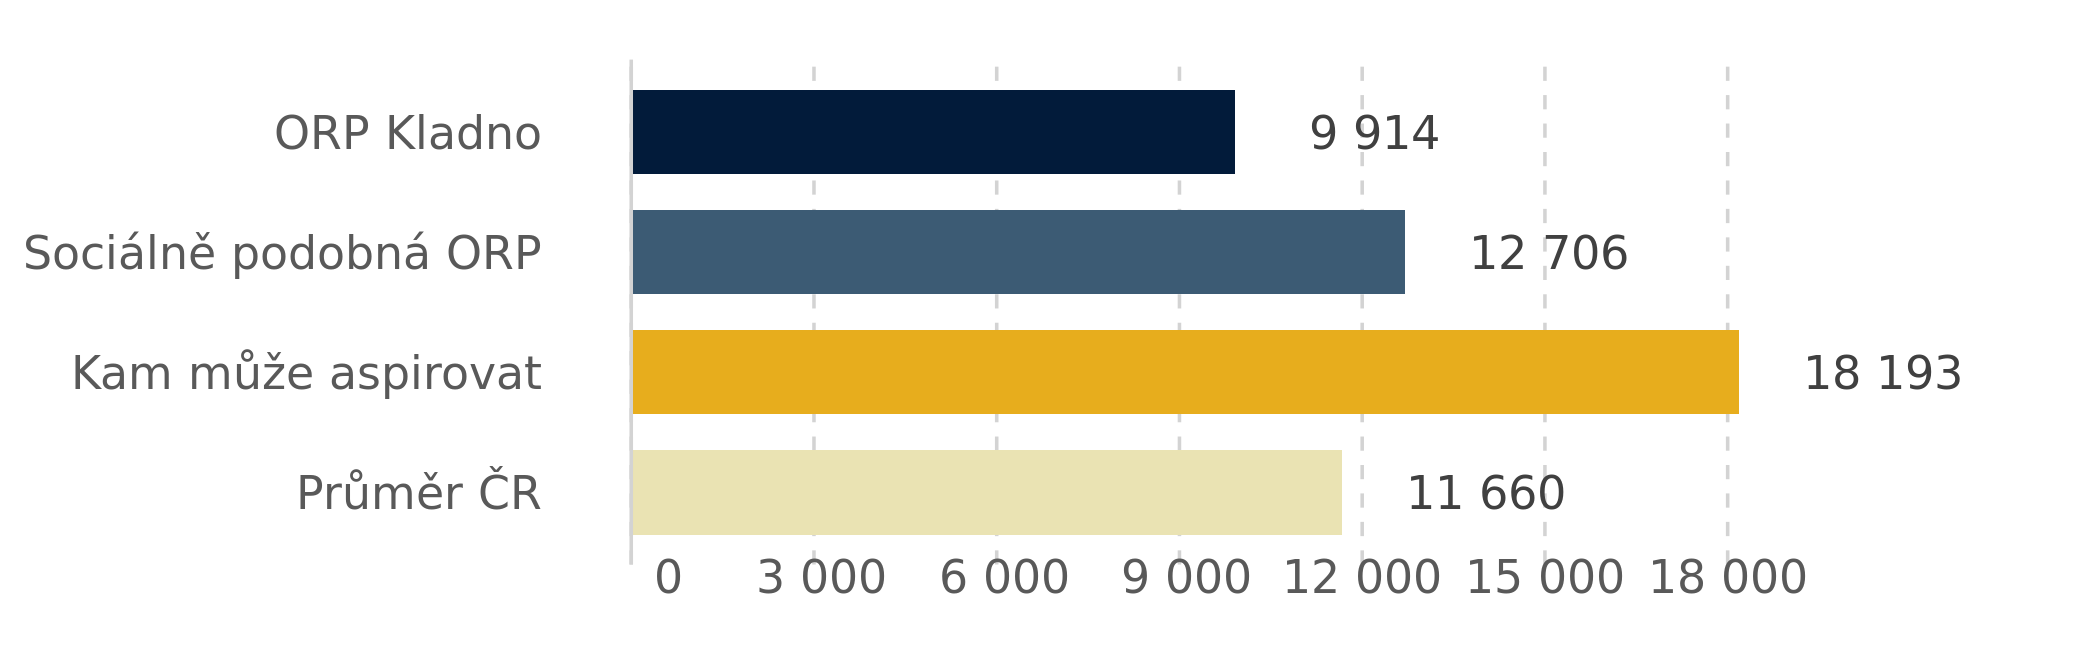 ORP Kladno 9 914
Sociálně podobná ORP 12 706
Kam může aspirovat 18 193
Průměr ČR 11 660
0 3 000 6 000 9 000 12 000 15 000 18 000